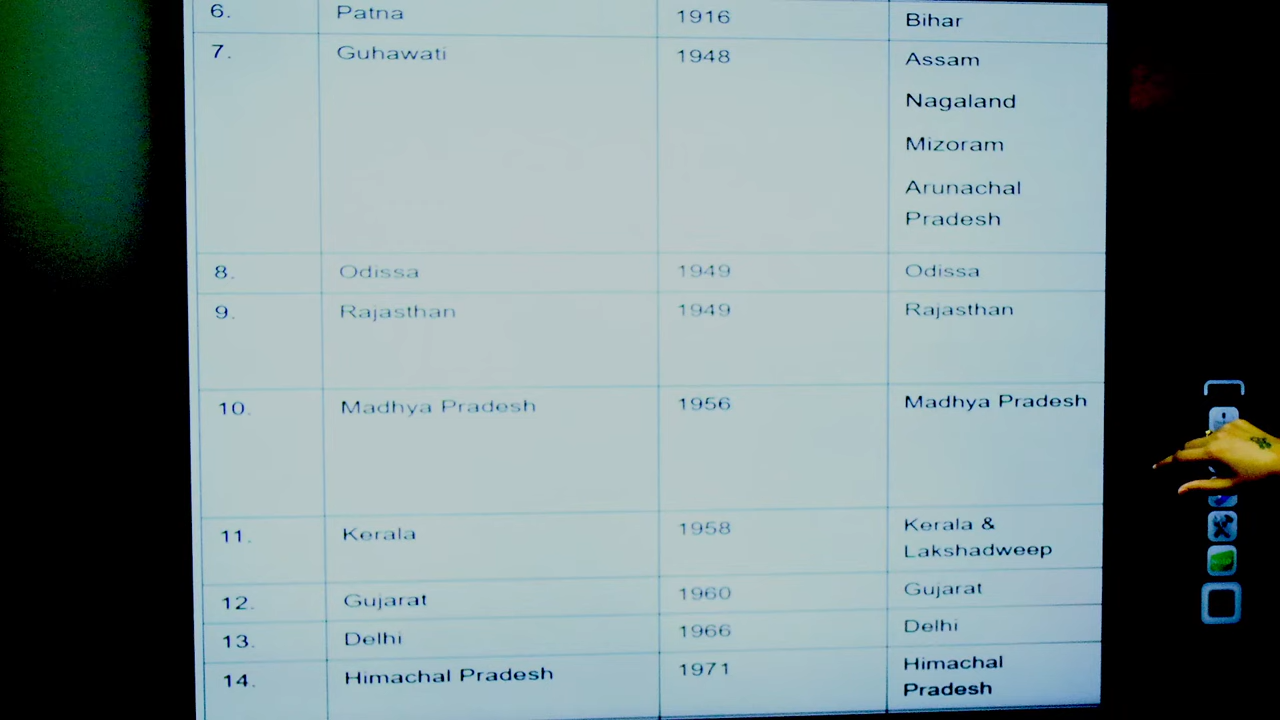 6. Patna 1916 Bihar
7. Guhawati 1948 Assam
Nagaland
Mizoram
Arunachal
Pradesh
8. Odissa 1949 Odissa
9. Rajasthan 1949 Rajasthan
10. Madhya Pradesh 1956 Madhya Pradesh
11. Kerala 1958 Kerala &
Lakshadweep
12. Gujarat 1960 Gujarat
13. Delhi 1966 Delhi
14. Himachal Pradesh 1971 Himachal
Pradesh